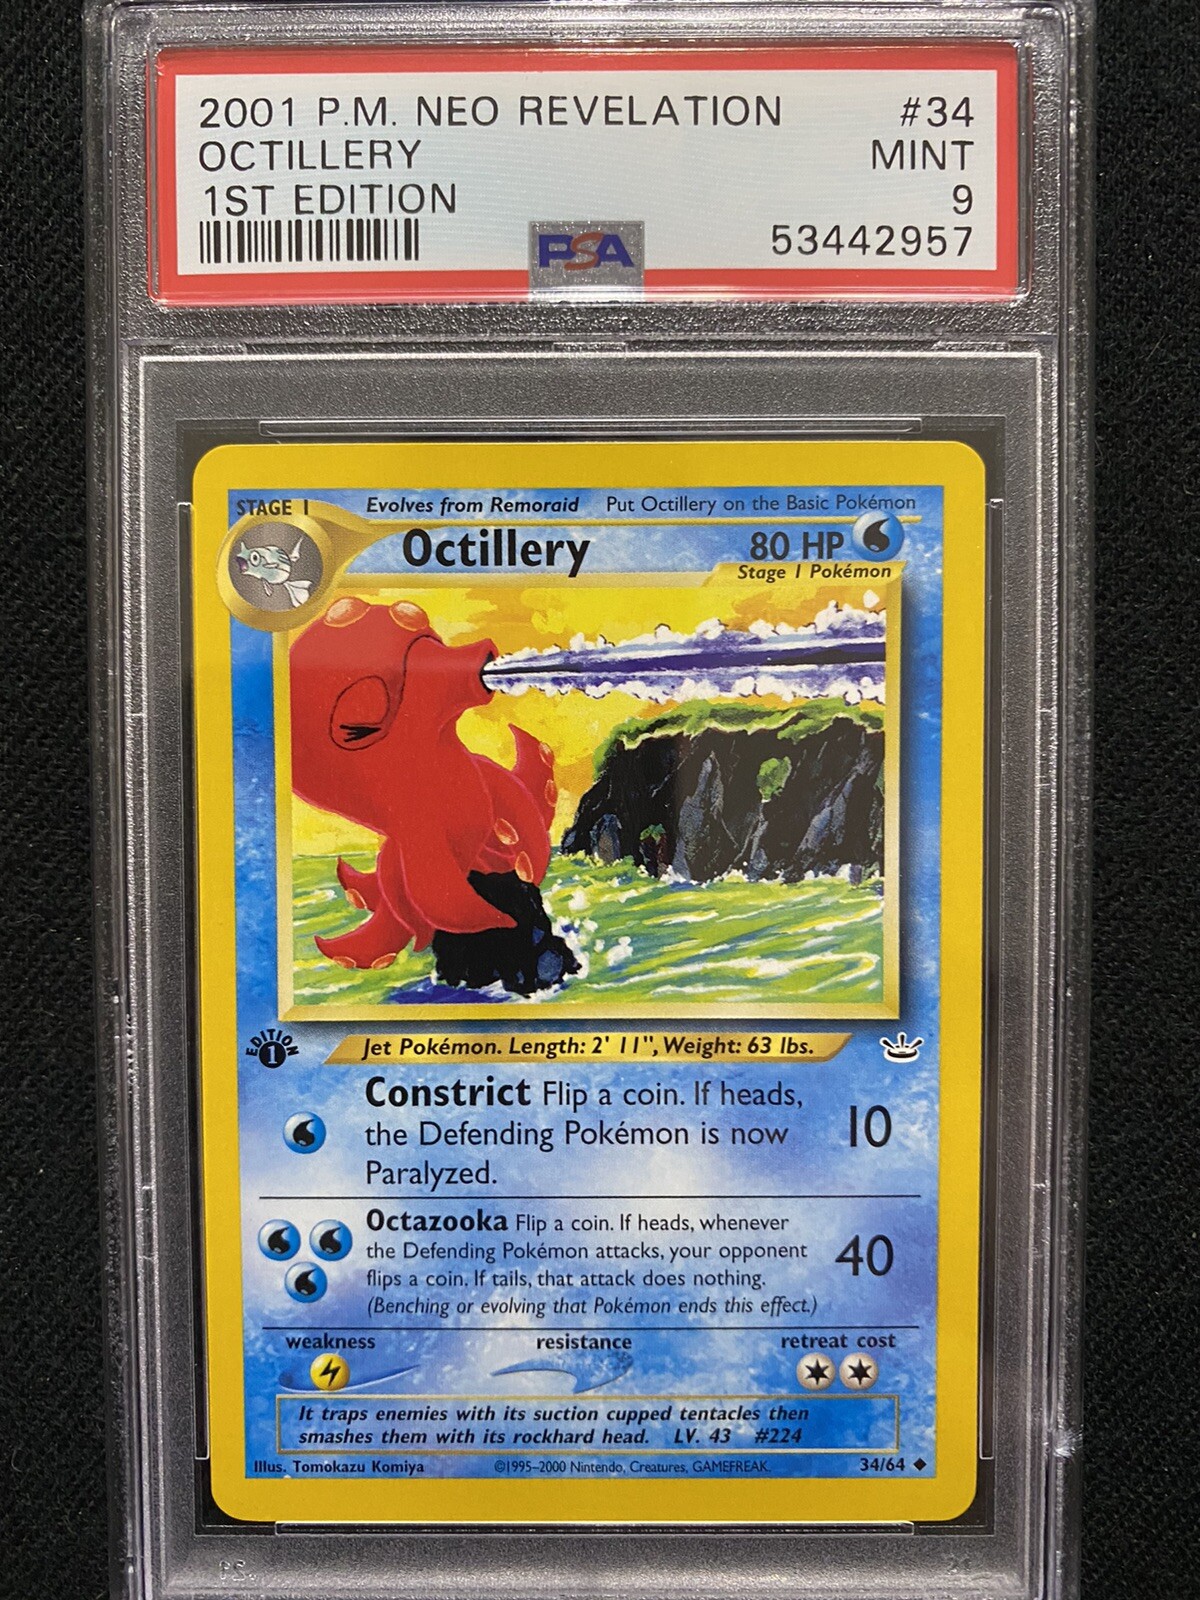 2001 P.M. NEO REVELATION #34
OCTILLERY MINT
1ST EDITION 9
PSA 53442957
STAGE 1 Evolves from Remoraid Put Octillery on the Basic Pokémon
Octillery 80 HP
Stage 1 Pokémon
EDITION
1
Jet Pokémon. Length: 2' 11", Weight: 63 lbs.
Constrict Flip a coin. If heads,
the Defending Pokémon is now 10
Paralyzed.
Octazooka Flip a coin. If heads, whenever
the Defending Pokémon attacks, your opponent 40
flips a coin. If tails, that attack does nothing.
(Benching or evolving that Pokémon ends this effect.)
weakness resistance retreat cost
It traps enemies with its suction cupped tentacles then
smashes them with its rockhard head. LV. 43 #224
Illus. Tomokazu Komiya ©1995–2000 Nintendo, Creatures, GAMEFREAK. 34/64